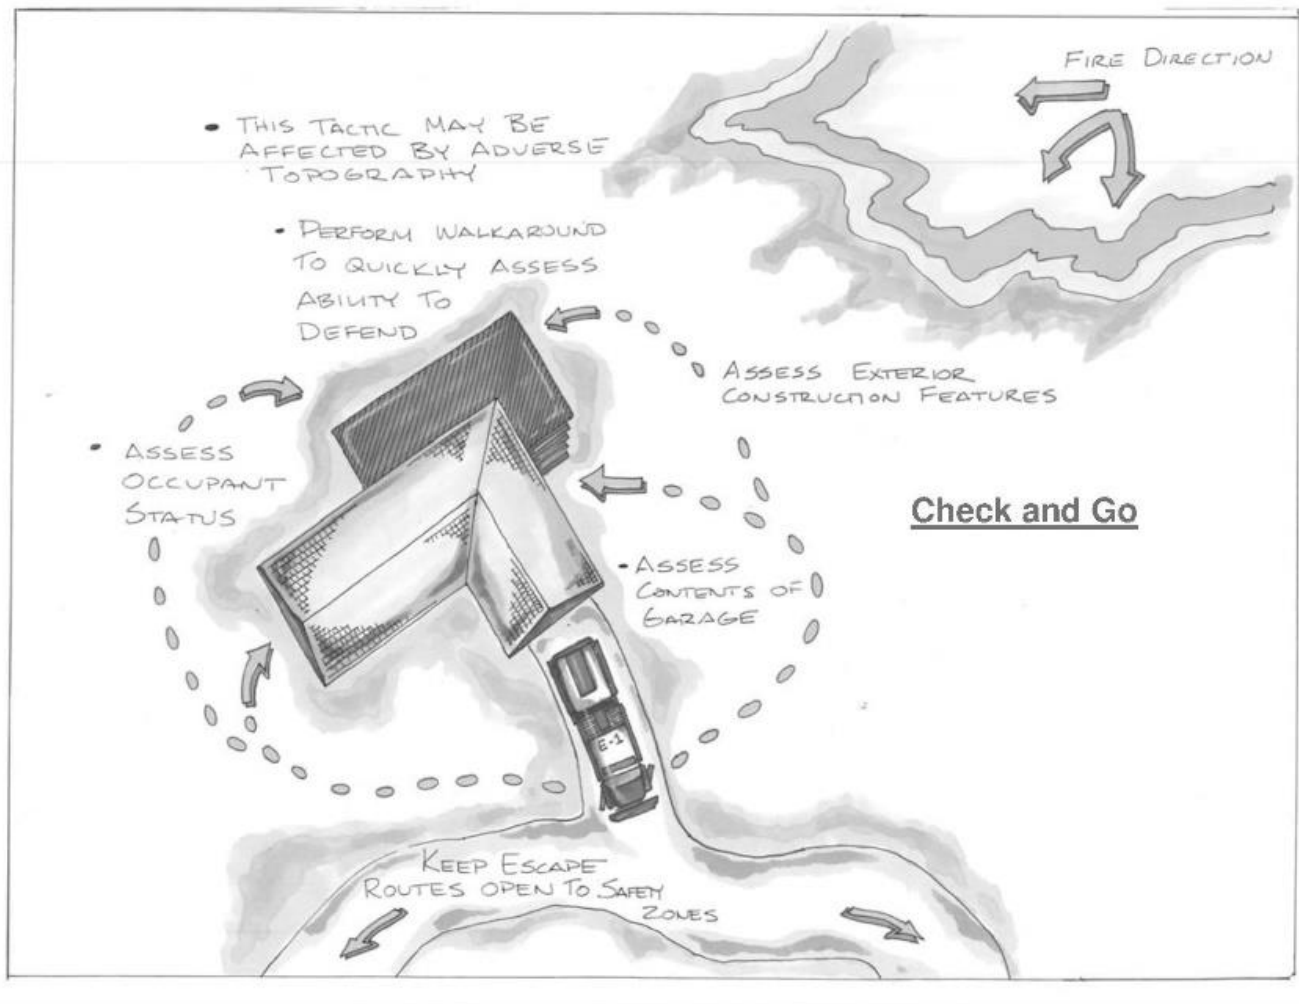 FIRE DIRECTION
• THIS TACTIC MAY BE
AFFECTED BY ADVERSE
TOPOGRAPHY
• PERFORM WALKAROUND
TO QUICKLY ASSESS
ABILITY TO
DEFEND
ASSESS EXTERIOR
CONSTRUCTION FEATURES
• ASSESS
OCCUPANT
STATUS
Check and Go
• ASSESS
CONTENTS OF
GARAGE
E-1
KEEP ESCAPE
ROUTES OPEN TO SAFETY
ZONES